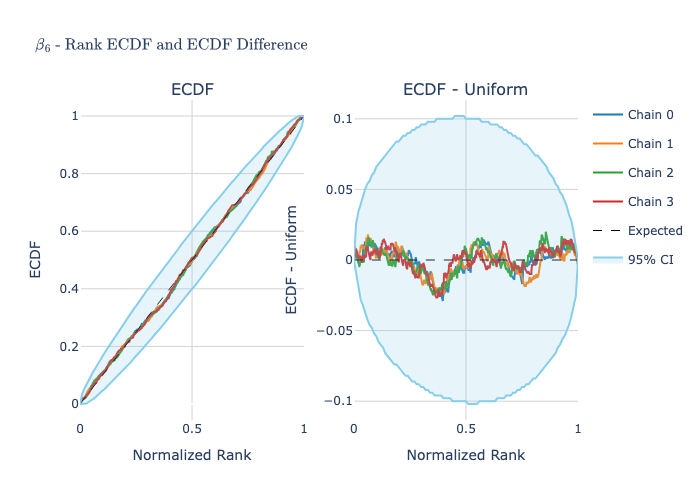 β₆ - Rank ECDF and ECDF Difference
ECDF
ECDF
1
0.8
0.6
0.4
0.2
0
0
0.5
1
Normalized Rank
ECDF - Uniform
ECDF - Uniform
0.1
0.05
0
−0.05
−0.1
0
0.5
1
Normalized Rank
Chain 0
Chain 1
Chain 2
Chain 3
Expected
95% CI